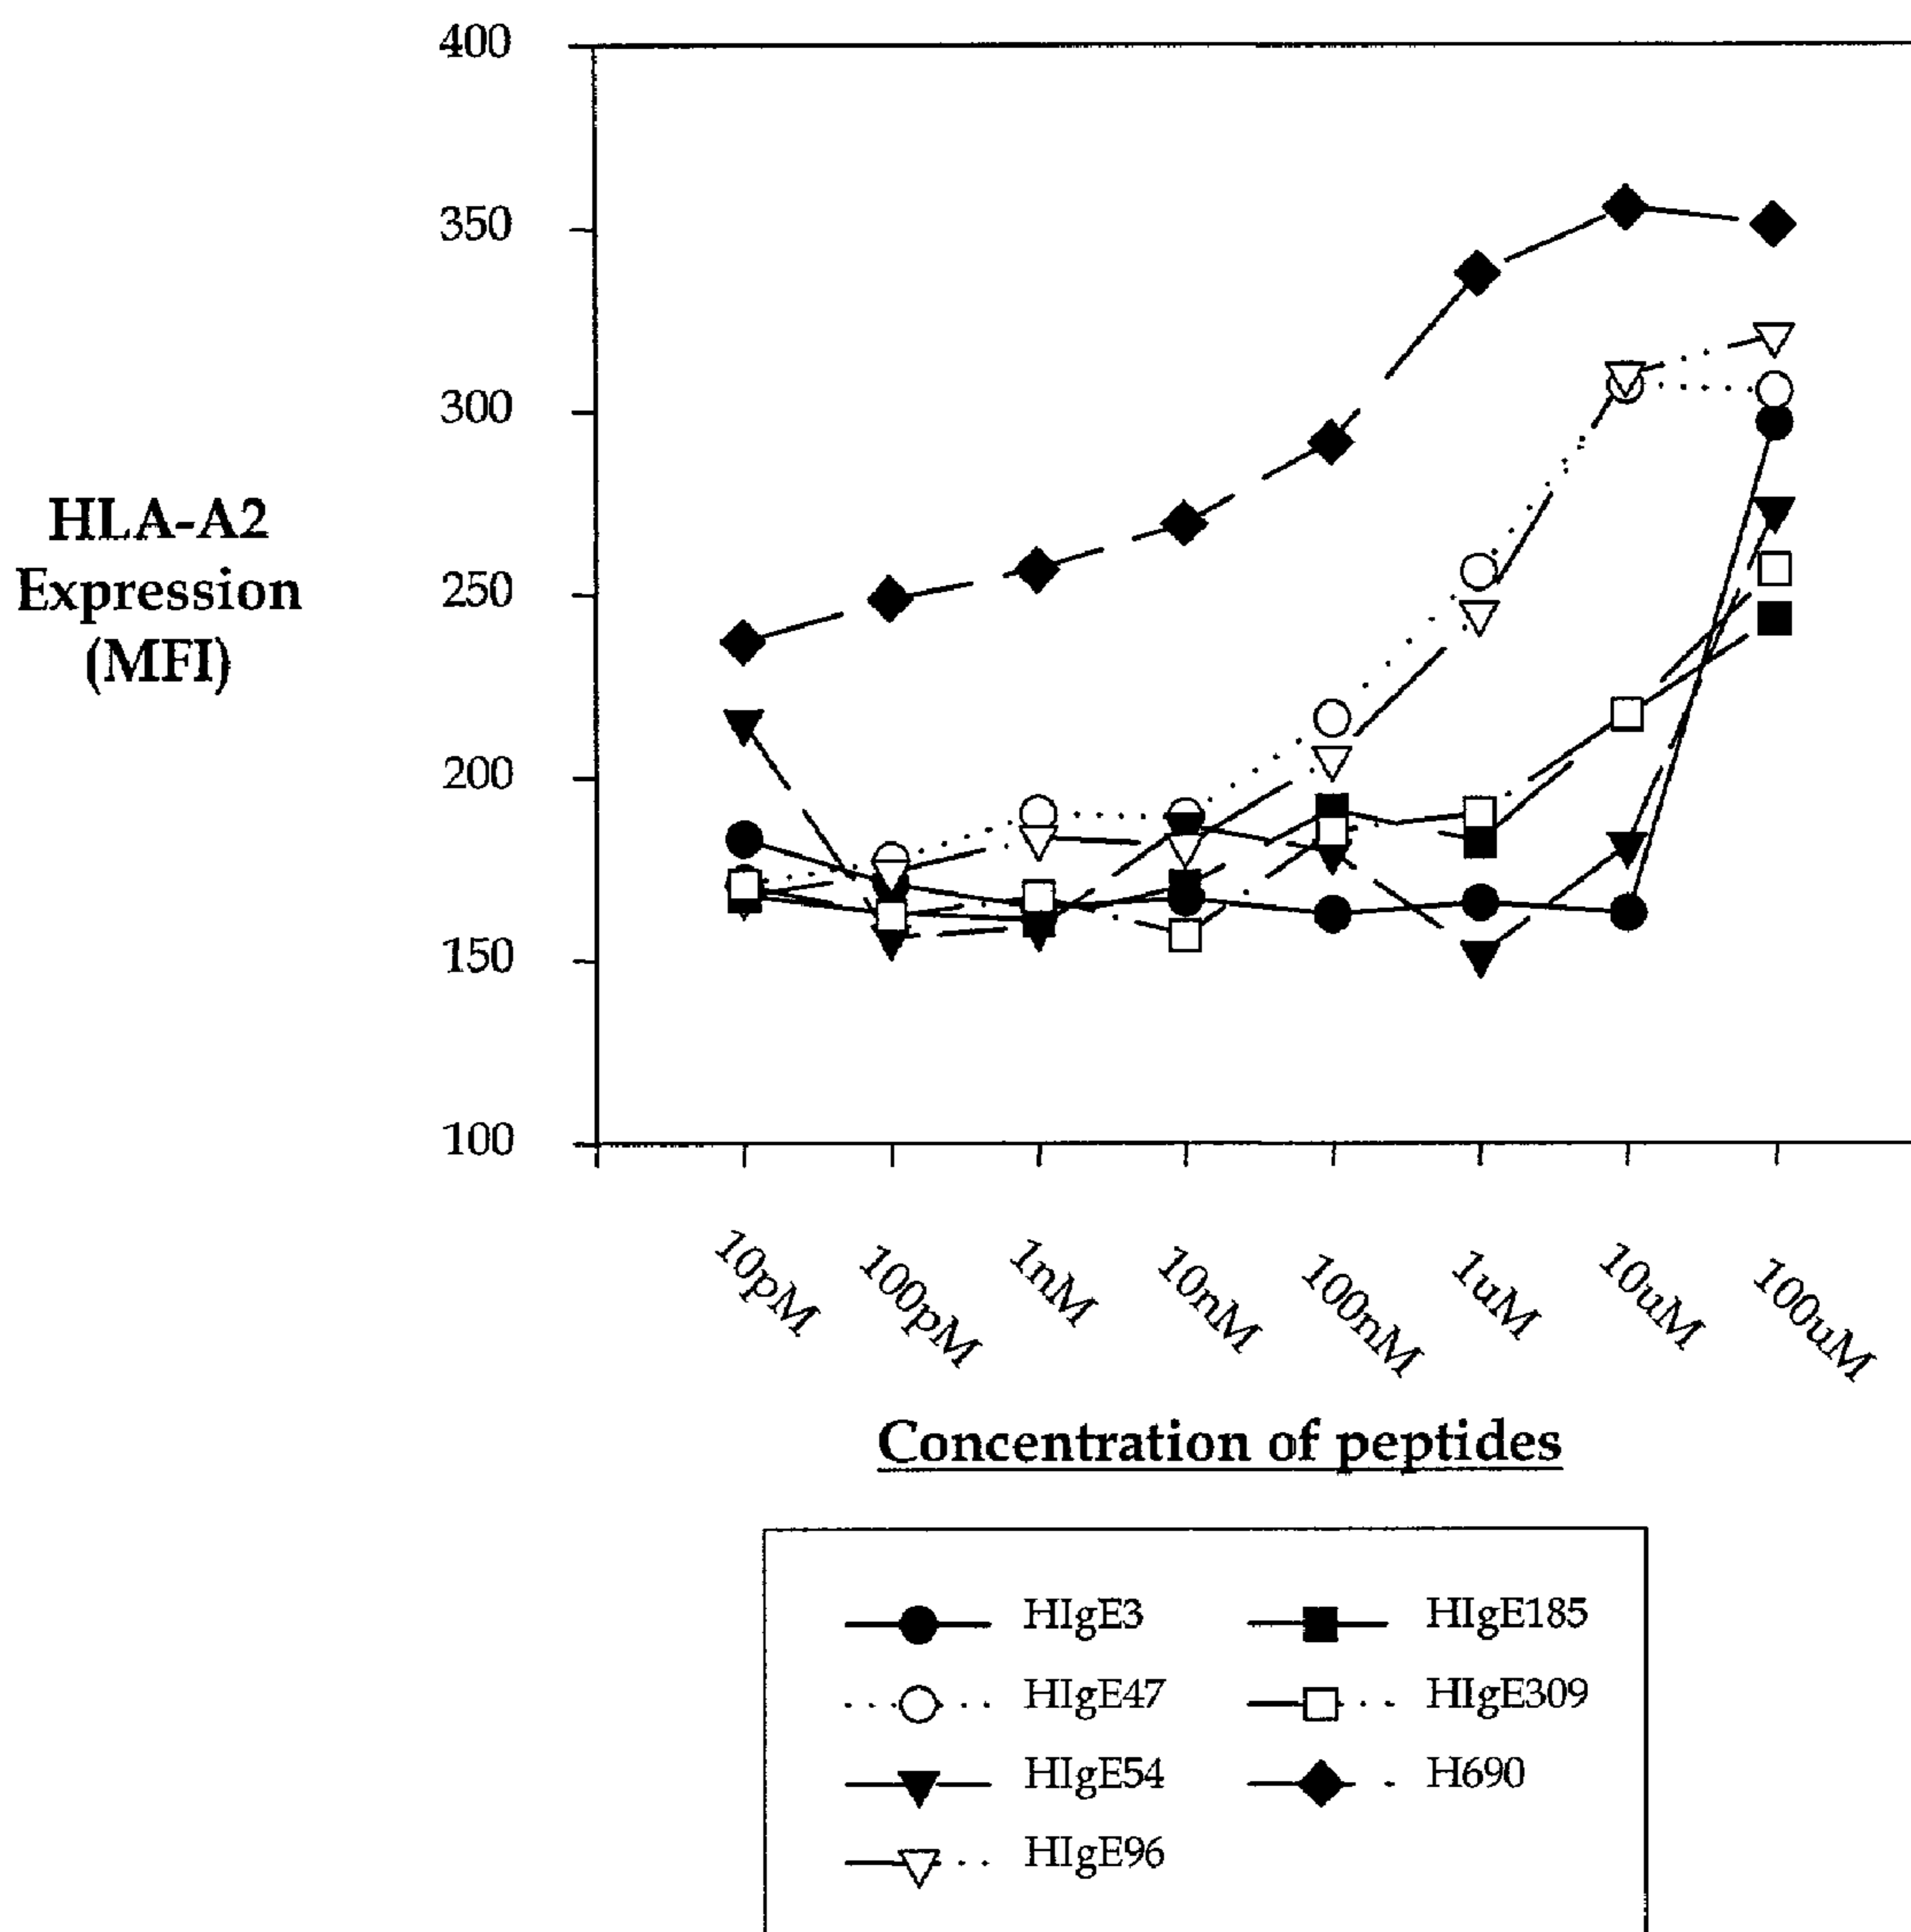 400
350
300
250
200
150
100
HLA-A2
Expression
(MFI)
10pM
100pM
1nM
10nM
100nM
1uM
10uM
100uM
Concentration of peptides
HIgE3
HIgE185
HIgE47
HIgE309
HIgE54
H690
HIgE96